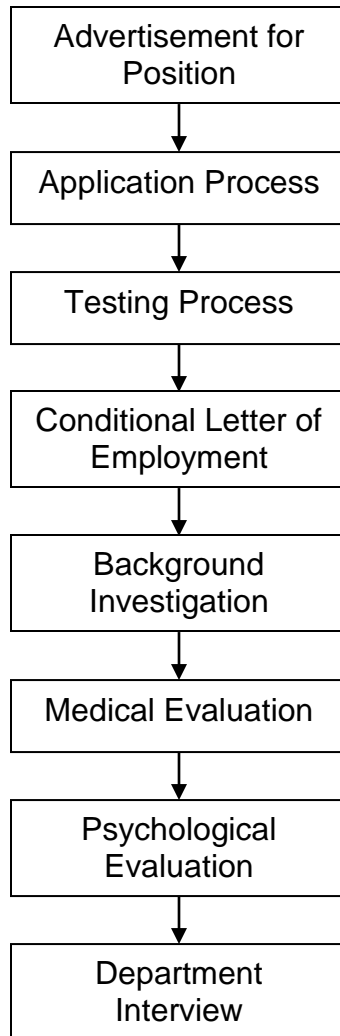 Advertisement for
Position
Application Process
Testing Process
Conditional Letter of
Employment
Background
Investigation
Medical Evaluation
Psychological
Evaluation
Department
Interview